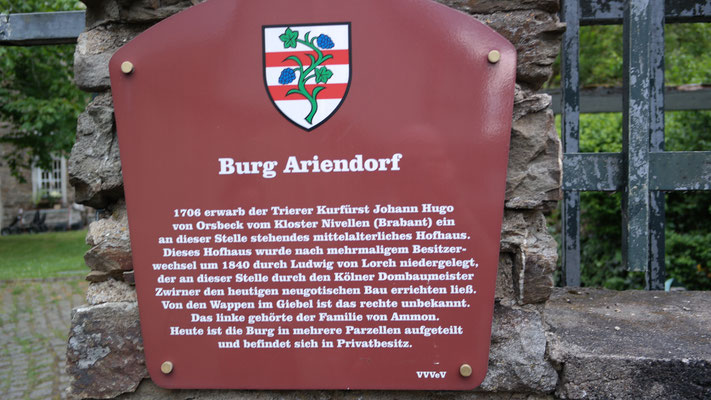 Burg Ariendorf
1706 erwarb der Trierer Kurfürst Johann Hugo
von Orsbeck vom Kloster Nivellen (Brabant) ein
an dieser Stelle stehendes mittelalterliches Hofhaus.
Dieses Hofhaus wurde nach mehrmaligem Besitzer-
wechsel um 1840 durch Ludwig von Lorch niedergelegt,
der an dieser Stelle durch den Kölner Dombaumeister
Zwirner den heutigen neugotischen Bau errichten ließ.
Von den Wappen im Giebel ist das rechte unbekannt.
Das linke gehörte der Familie von Ammon.
Heute ist die Burg in mehrere Parzellen aufgeteilt
und befindet sich in Privatbesitz.
VVVeV